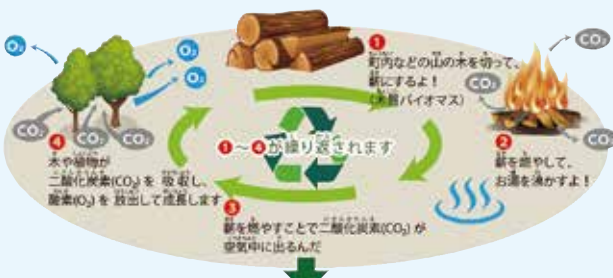 ❶
町内などの山の木を切って、
薪にするよ！
（木質バイオマス）
❷
薪を燃やして、
お湯を沸かすよ！
❸
薪を燃やすことで二酸化炭素(CO₂) が
空気中に出るんだ
❹
木や植物が
二酸化炭素(CO₂) を 吸収し、
酸素(O₂) を 放出して成長します
❶～❹が繰り返されます
O₂
O₂
O₂
CO₂
CO₂
CO₂
CO₂
CO₂
CO₂